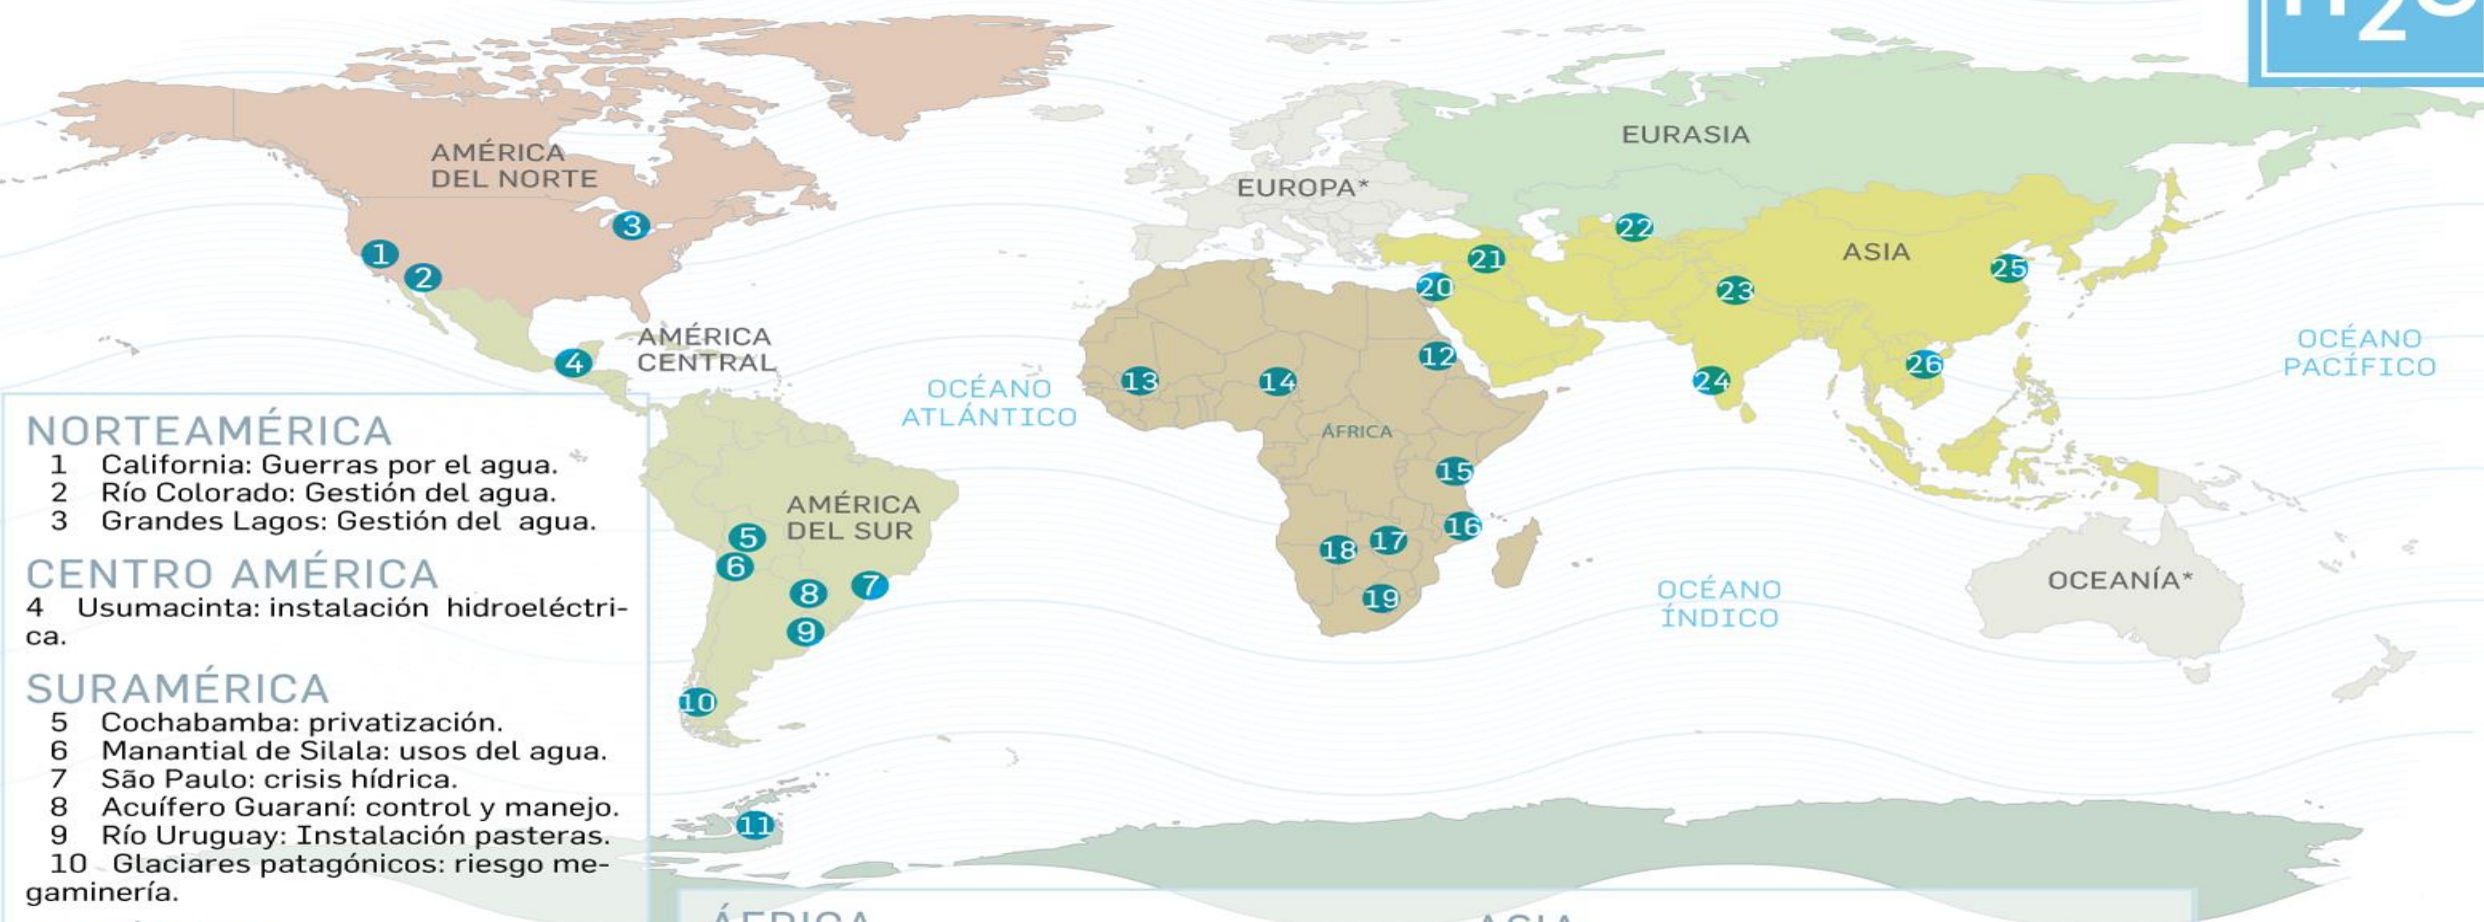 H2O
AMÉRICA
DEL NORTE
EURASIA
EUROPA*
ASIA
AMÉRICA
CENTRAL
OCÉANO
PACÍFICO
OCÉANO
ATLÁNTICO
ÁFRICA
AMÉRICA
DEL SUR
OCÉANO
ÍNDICO
OCEANÍA*
1
2
3
4
5
6
7
8
9
10
11
12
13
14
15
16
17
18
19
20
21
22
23
24
25
26
NORTEAMÉRICA
1 California: Guerras por el agua.
2 Río Colorado: Gestión del agua.
3 Grandes Lagos: Gestión del agua.
CENTRO AMÉRICA
4 Usumacinta: instalación hidroeléctri-
ca.
SURAMÉRICA
5 Cochabamba: privatización.
6 Manantial de Silala: usos del agua.
7 São Paulo: crisis hídrica.
8 Acuífero Guaraní: control y manejo.
9 Río Uruguay: Instalación pasteras.
10 Glaciares patagónicos: riesgo me-
gaminería.
ÁFRICA
ASIA